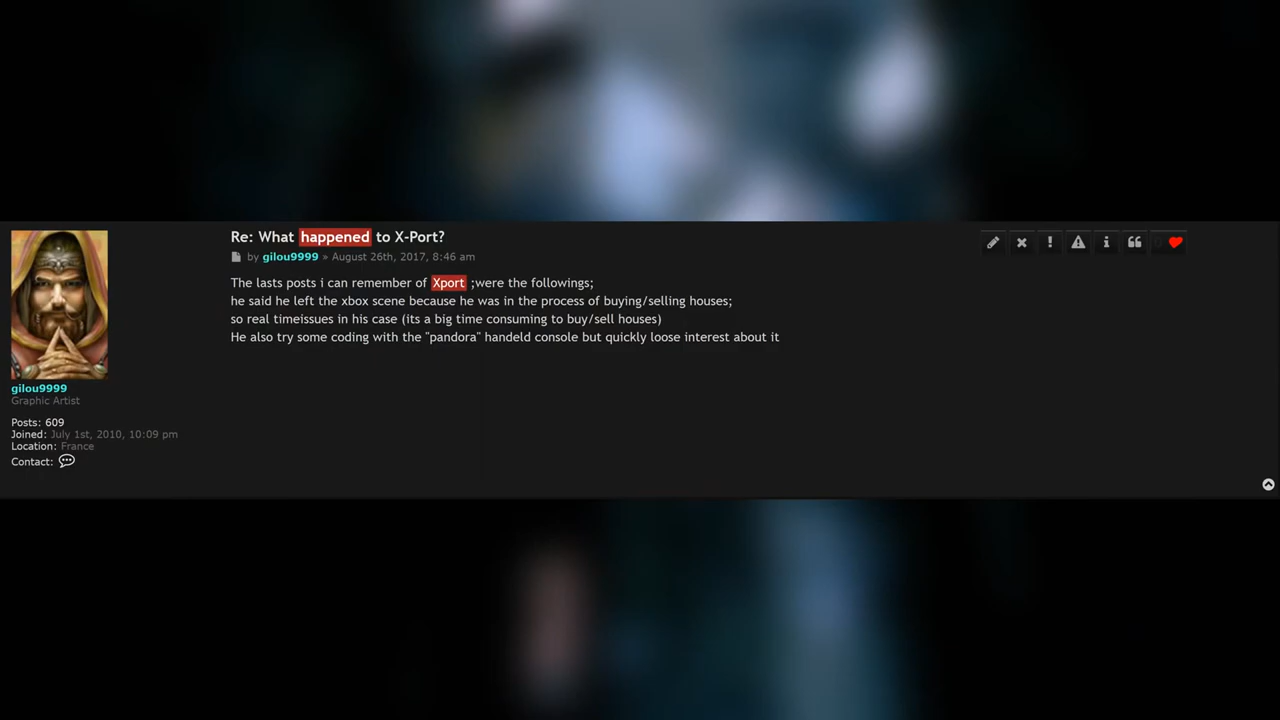 Re: What happened to X-Port?
by gilou9999 » August 26th, 2017, 8:46 am
The lasts posts i can remember of Xport ;were the followings;
he said he left the xbox scene because he was in the process of buying/selling houses;
so real timeissues in his case (its a big time consuming to buy/sell houses)
He also try some coding with the "pandora" handeld console but quickly loose interest about it
gilou9999
Graphic Artist
Posts: 609
Joined: July 1st, 2010, 10:09 pm
Location: France
Contact: